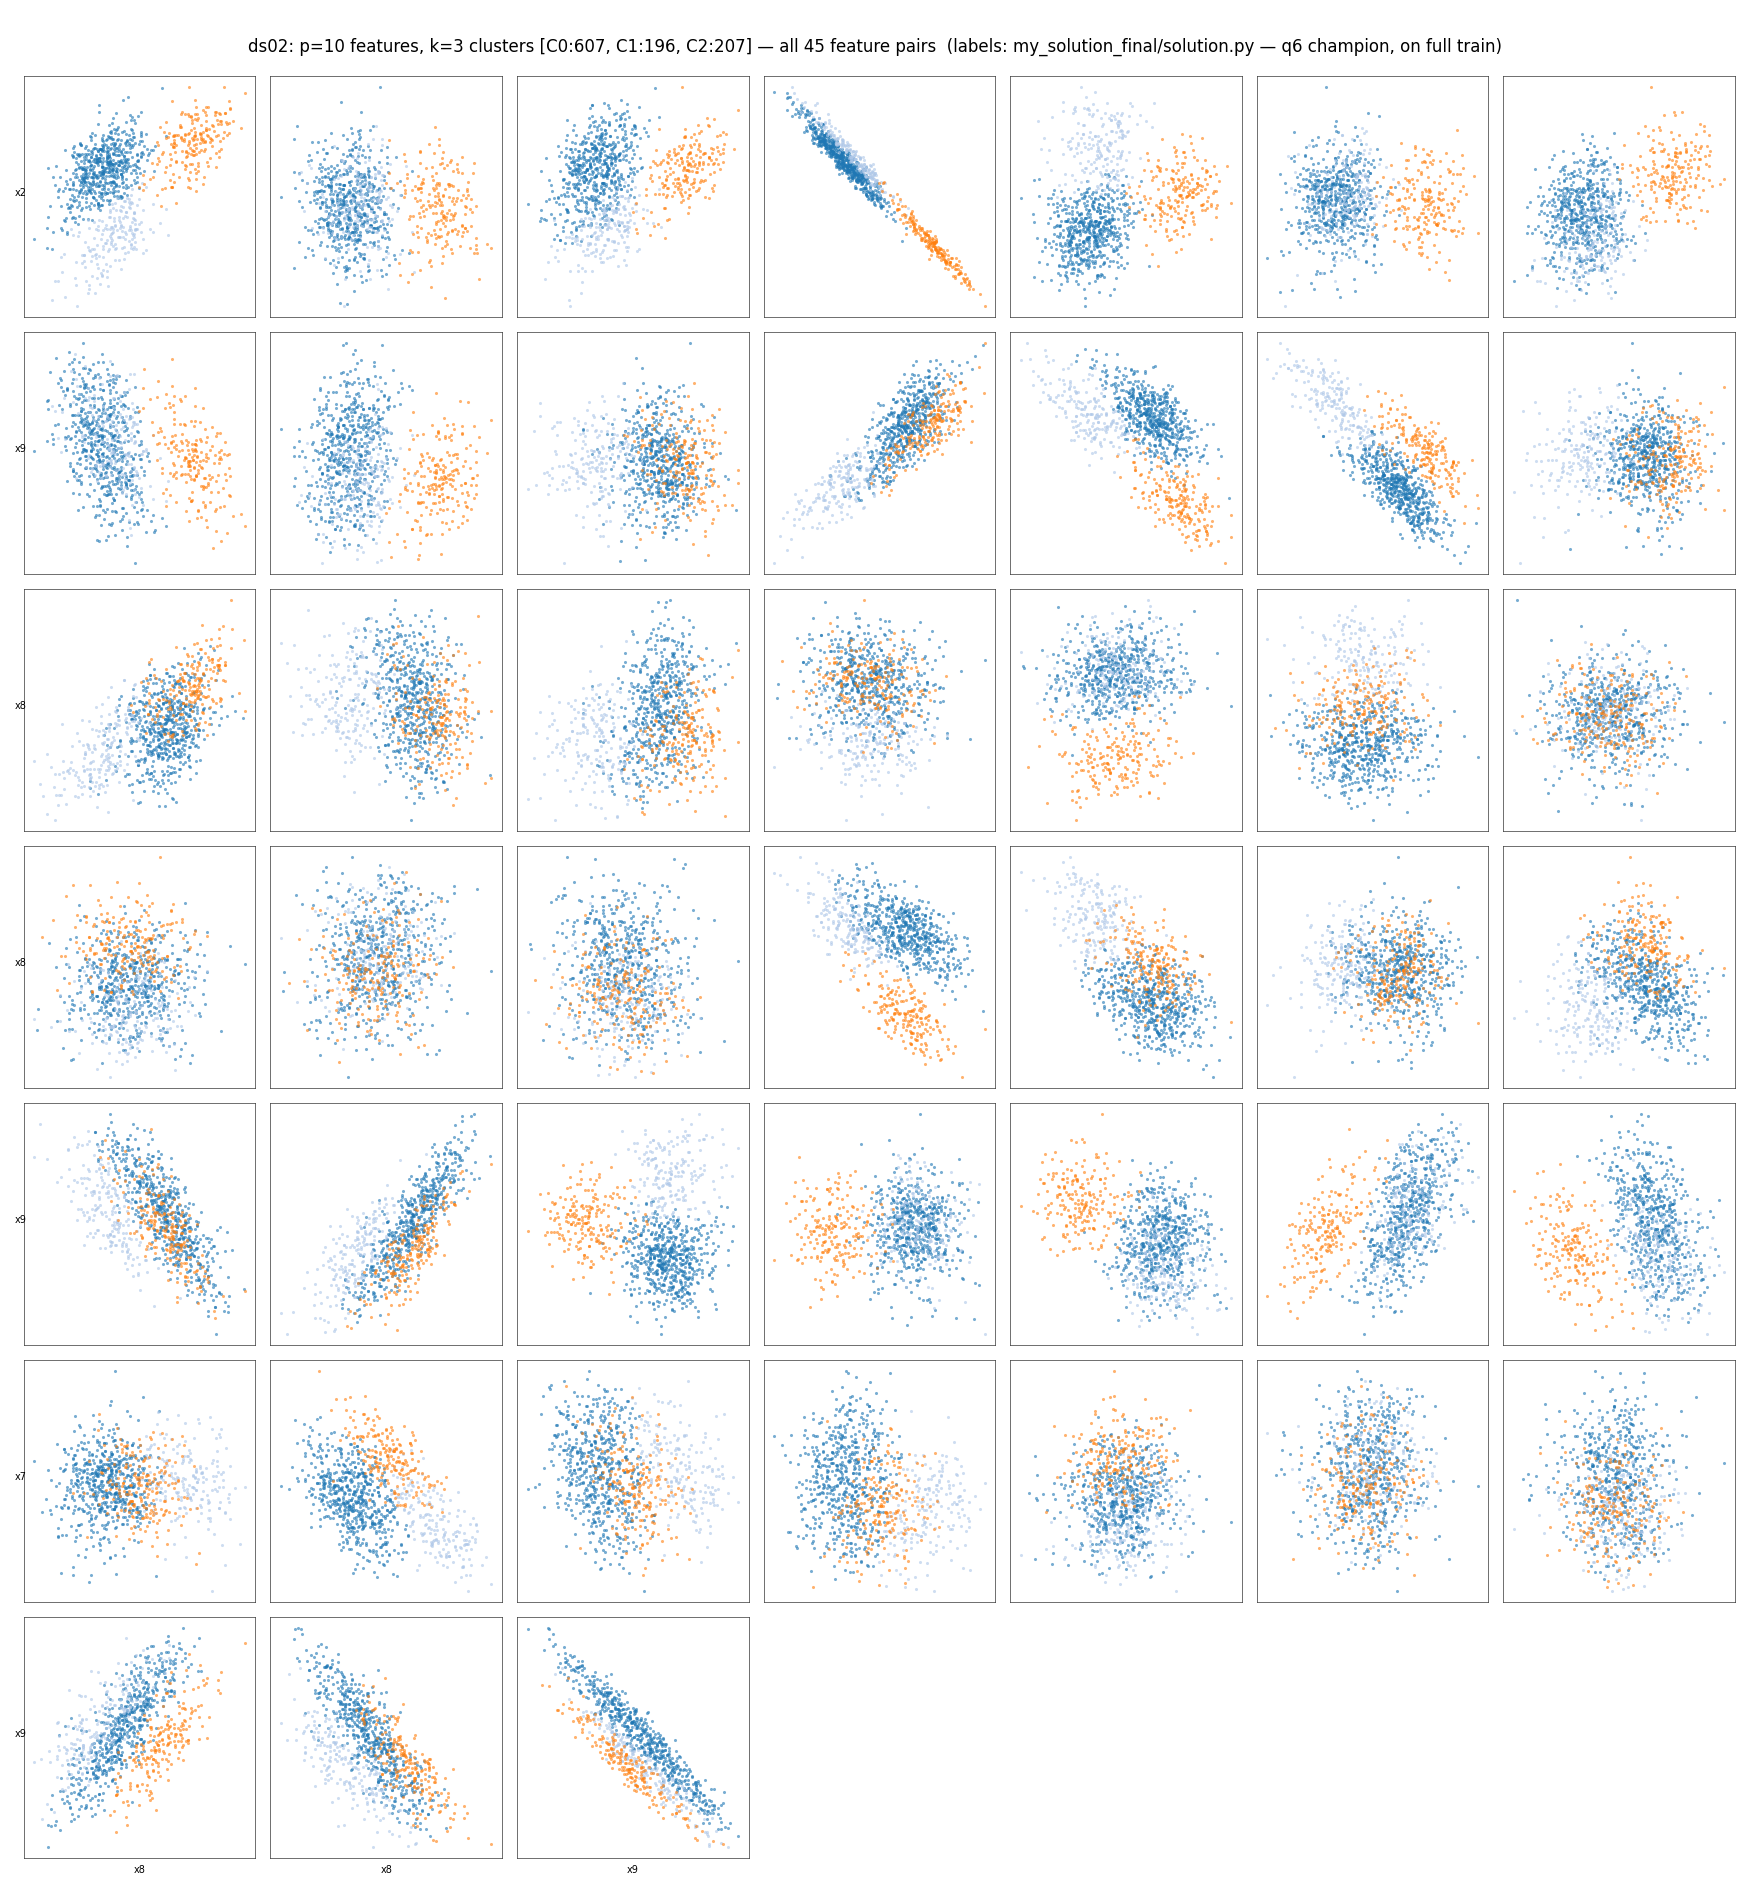 ds02: p=10 features, k=3 clusters [C0:607, C1:196, C2:207] — all 45 feature pairs  (labels: my_solution_final/solution.py — q6 champion, on full train)
x2
x9
x8
x8
x9
x7
x9
x8 x8 x9